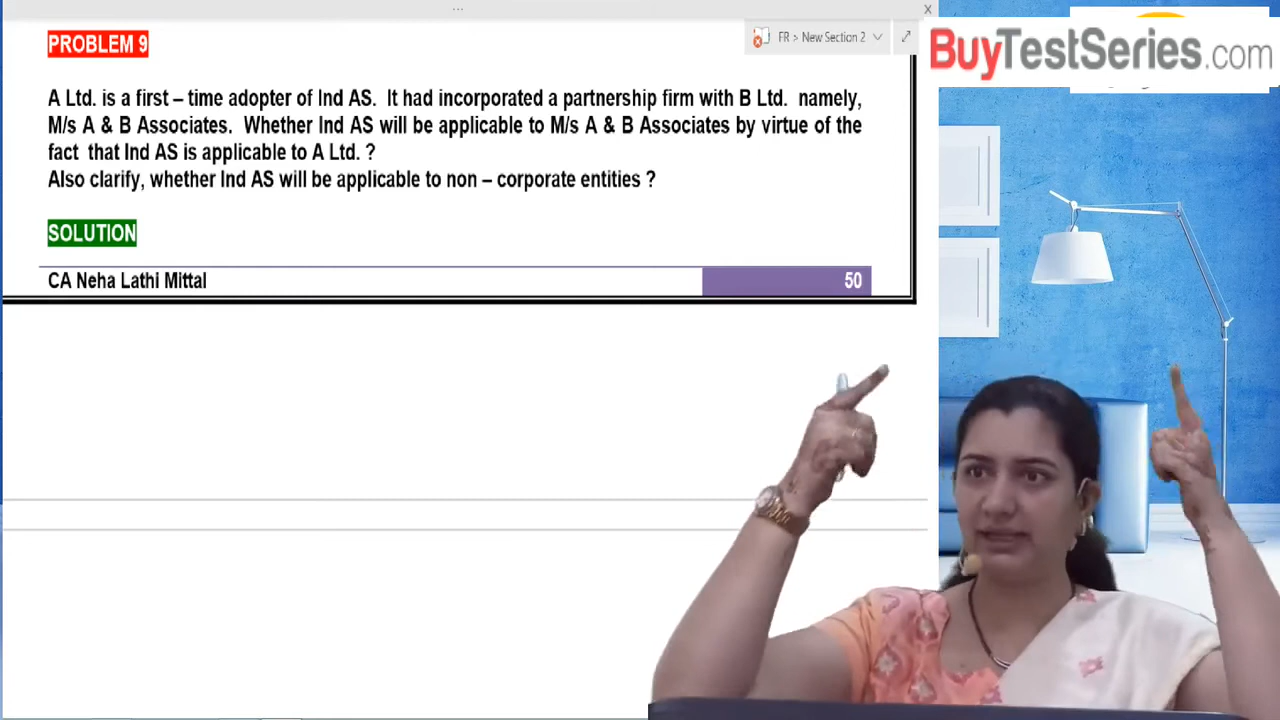 ...
x
PROBLEM 9
FR > New Section 2
BuyTestSeries.com
A Ltd. is a first – time adopter of Ind AS. It had incorporated a partnership firm with B Ltd. namely,
M/s A & B Associates. Whether Ind AS will be applicable to M/s A & B Associates by virtue of the
fact that Ind AS is applicable to A Ltd. ?
Also clarify, whether Ind AS will be applicable to non – corporate entities ?
SOLUTION
CA Neha Lathi Mittal 50